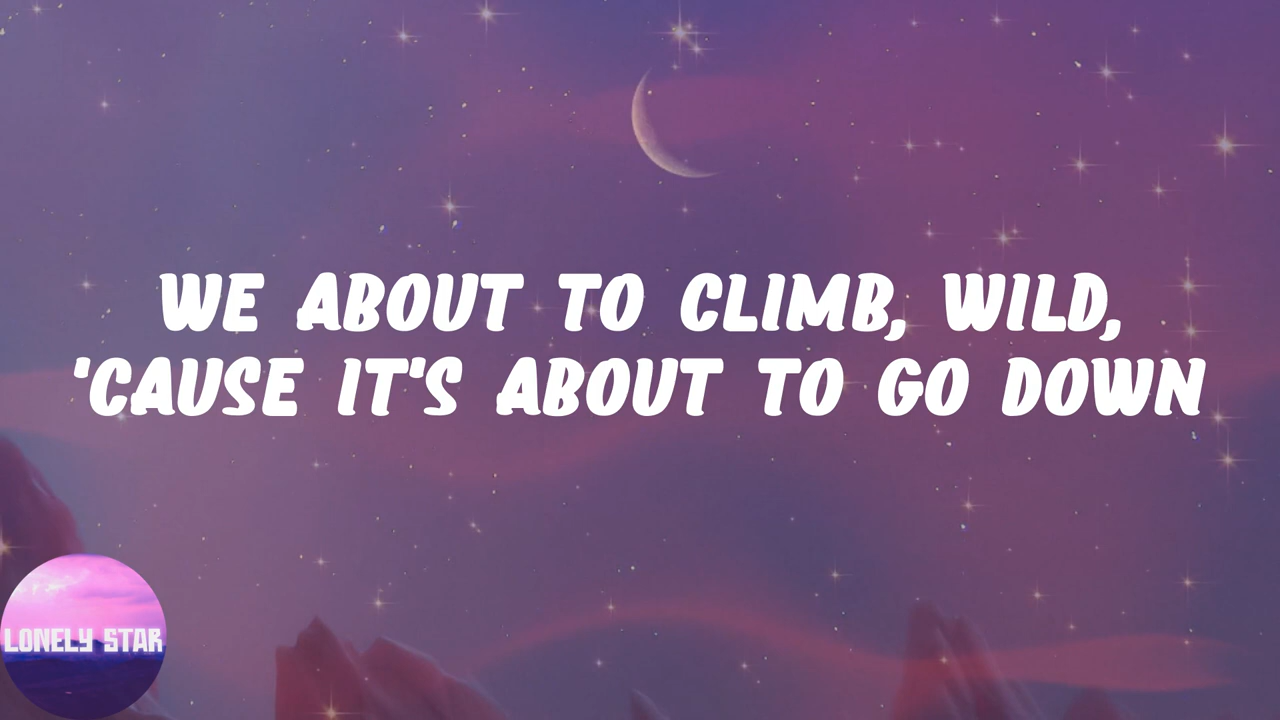 WE ABOUT TO CLIMB, WILD,
'CAUSE IT'S ABOUT TO GO DOWN
LONELY STAR